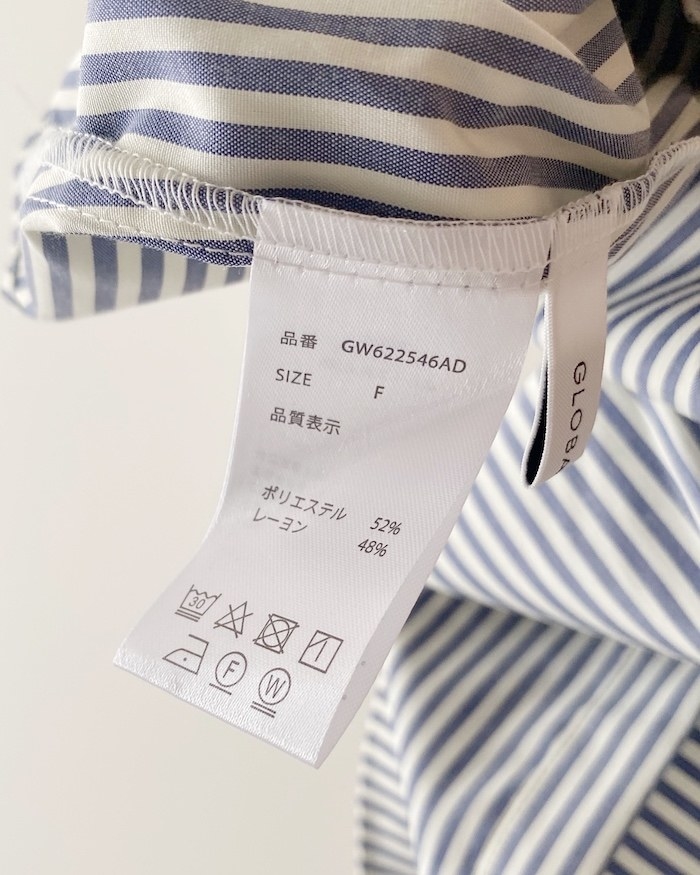 品番 GW622546AD
SIZE F
品質表示
ポリエステル 52%
レーヨン 48%
30
F
W
GLOBA